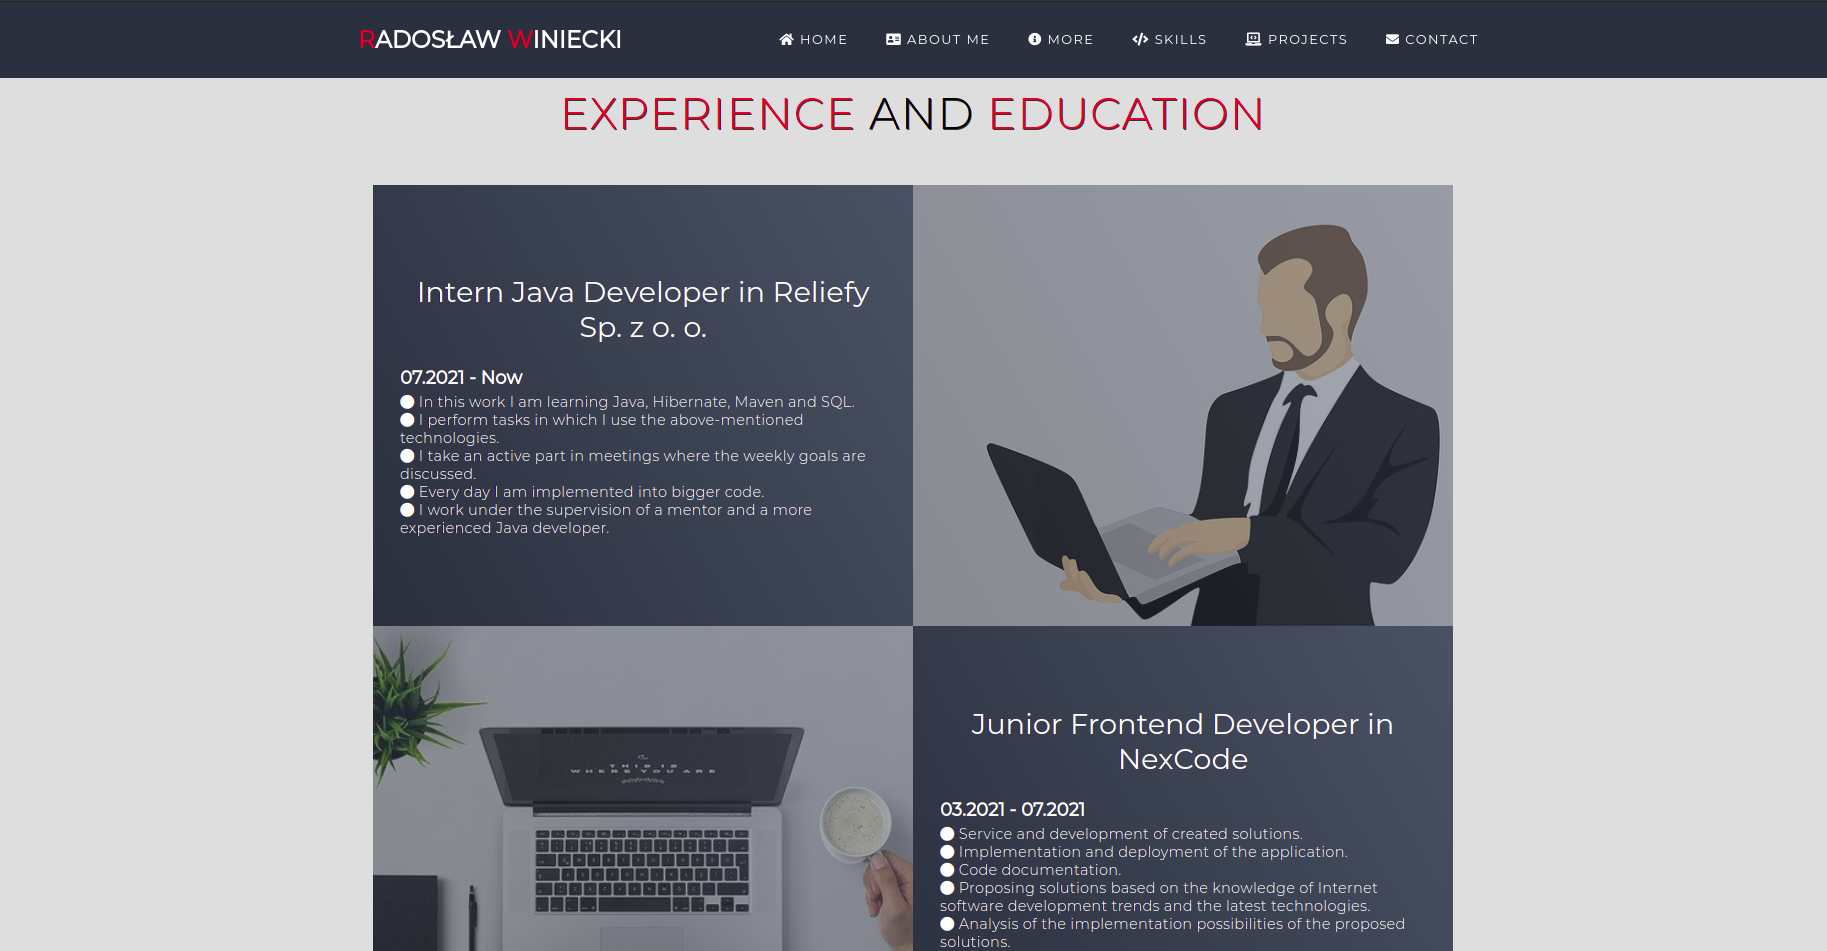 RADOSŁAW WINIECKI
HOME
ABOUT ME
MORE
SKILLS
PROJECTS
CONTACT
EXPERIENCE AND EDUCATION
Intern Java Developer in Reliefy
Sp. z o. o.
07.2021 - Now
In this work I am learning Java, Hibernate, Maven and SQL.
I perform tasks in which I use the above-mentioned
technologies.
I take an active part in meetings where the weekly goals are
discussed.
Every day I am implemented into bigger code.
I work under the supervision of a mentor and a more
experienced Java developer.
THIS IS
WHERE YOU ARE
Junior Frontend Developer in
NexCode
03.2021 - 07.2021
Service and development of created solutions.
Implementation and deployment of the application.
Code documentation.
Proposing solutions based on the knowledge of Internet
software development trends and the latest technologies.
Analysis of the implementation possibilities of the proposed
solutions.